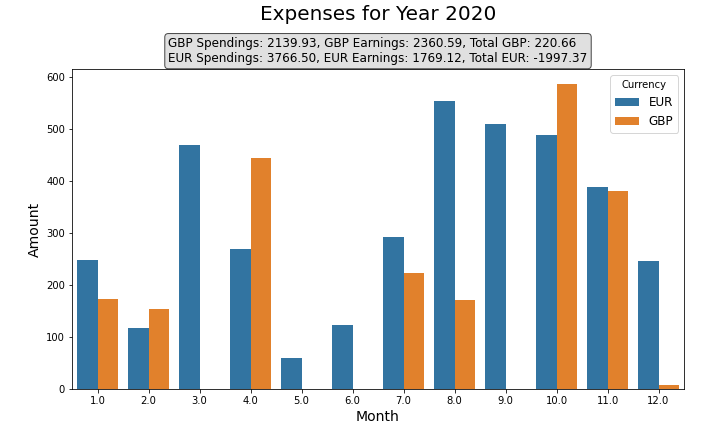 Expenses for Year 2020
GBP Spendings: 2139.93, GBP Earnings: 2360.59, Total GBP: 220.66
EUR Spendings: 3766.50, EUR Earnings: 1769.12, Total EUR: -1997.37
Currency
EUR
GBP
Amount
600
500
400
300
200
100
0
1.0 2.0 3.0 4.0 5.0 6.0 7.0 8.0 9.0 10.0 11.0 12.0
Month